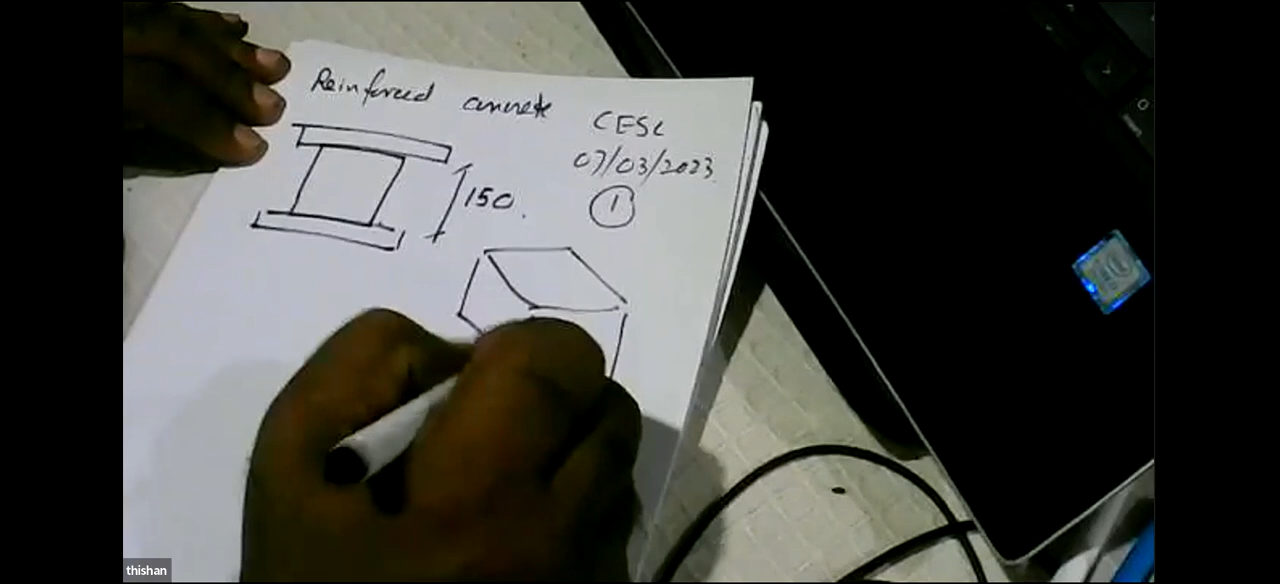 Reinforced concrete
CESL
07/03/2023
1
150.
thishan